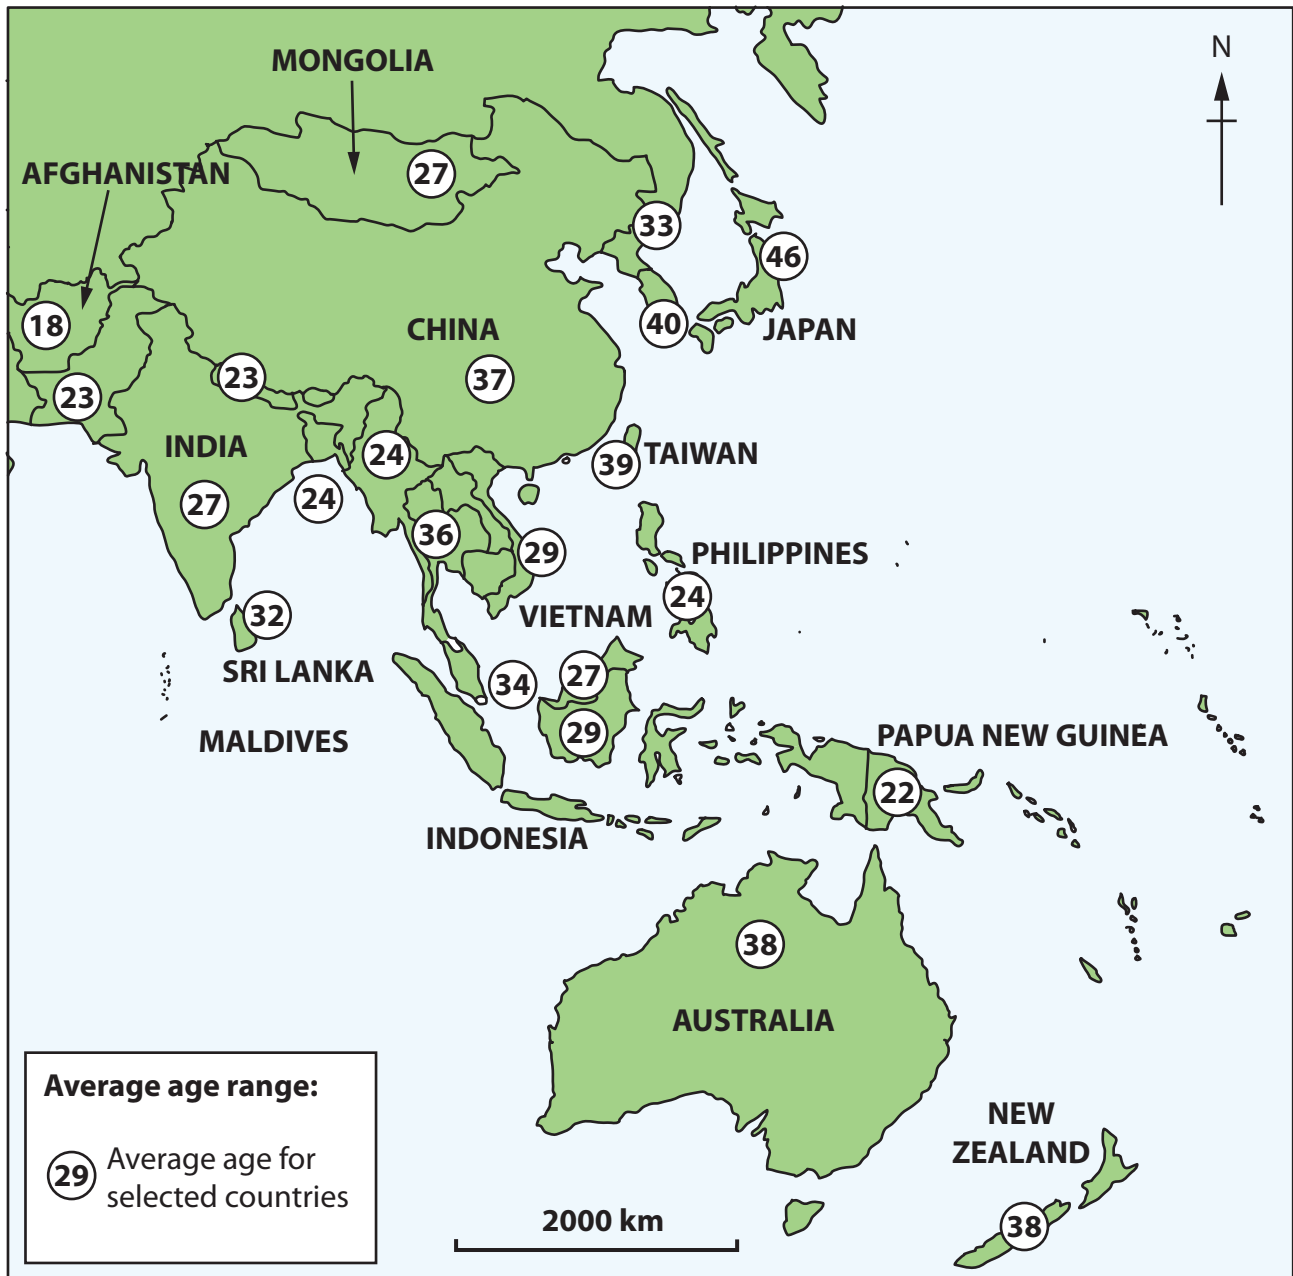 MONGOLIA
N
AFGHANISTAN
27
33
46
18
40
CHINA
JAPAN
23
37
23
INDIA
24
39
TAIWAN
27
24
36
29
PHILIPPINES
24
32
VIETNAM
SRI LANKA
34
27
MALDIVES
29
PAPUA NEW GUINEA
22
INDONESIA
38
AUSTRALIA
Average age range:
29
Average age for
selected countries
NEW
ZEALAND
2000 km
38